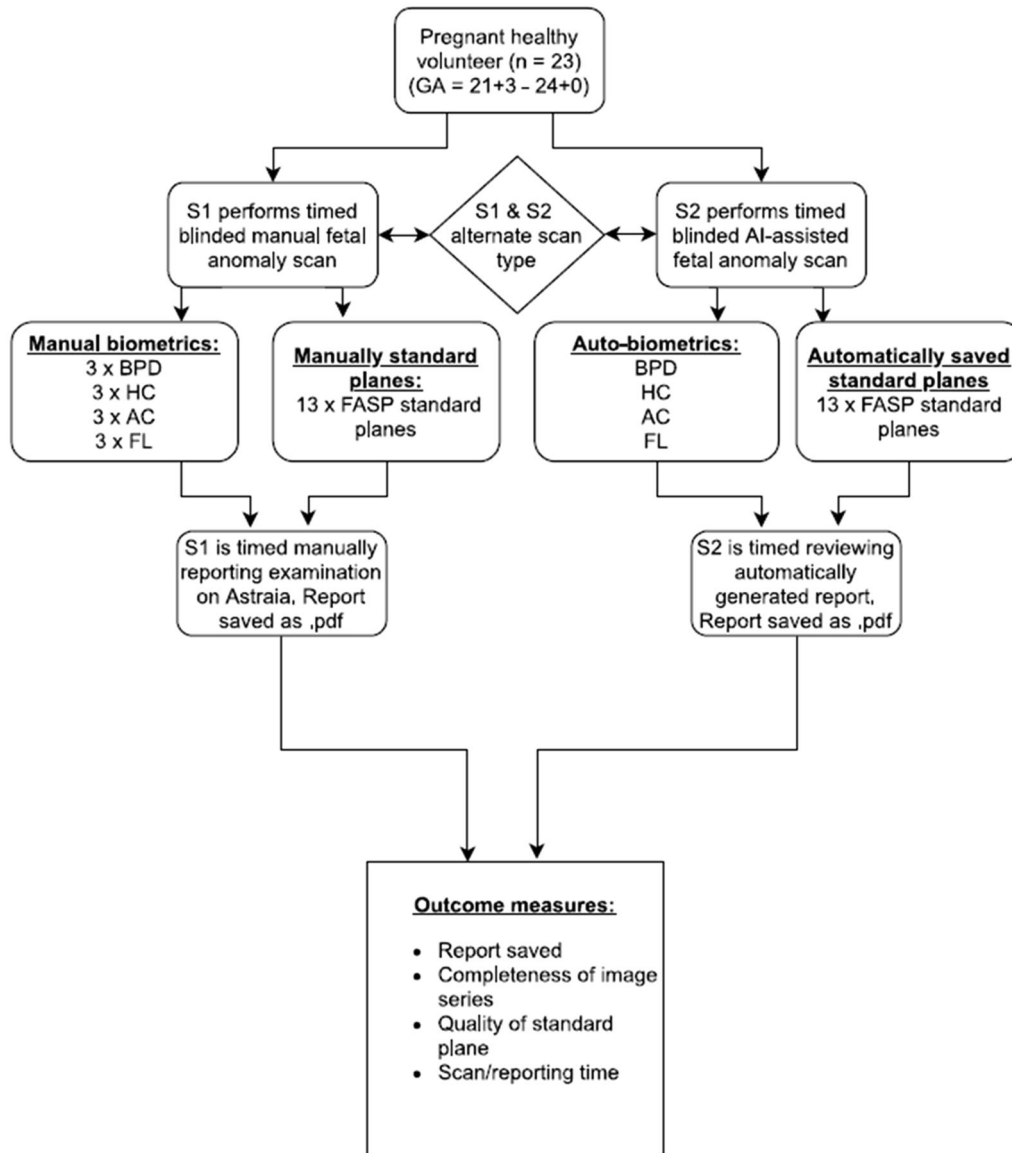 Pregnant healthy
volunteer (n = 23)
(GA = 21+3 – 24+0)
S1 performs timed
blinded manual fetal
anomaly scan
S1 & S2
alternate scan
type
S2 performs timed
blinded AI-assisted
fetal anomaly scan
Manual biometrics:
3 x BPD
3 x HC
3 x AC
3 x FL
Manually standard
planes:
13 x FASP standard
planes
Auto-biometrics:
BPD
HC
AC
FL
Automatically saved
standard planes
13 x FASP standard
planes
S1 is timed manually
reporting examination
on Astraia. Report
saved as .pdf
S2 is timed reviewing
automatically
generated report.
Report saved as .pdf
Outcome measures:
• Report saved
• Completeness of image
series
• Quality of standard
plane
• Scan/reporting time